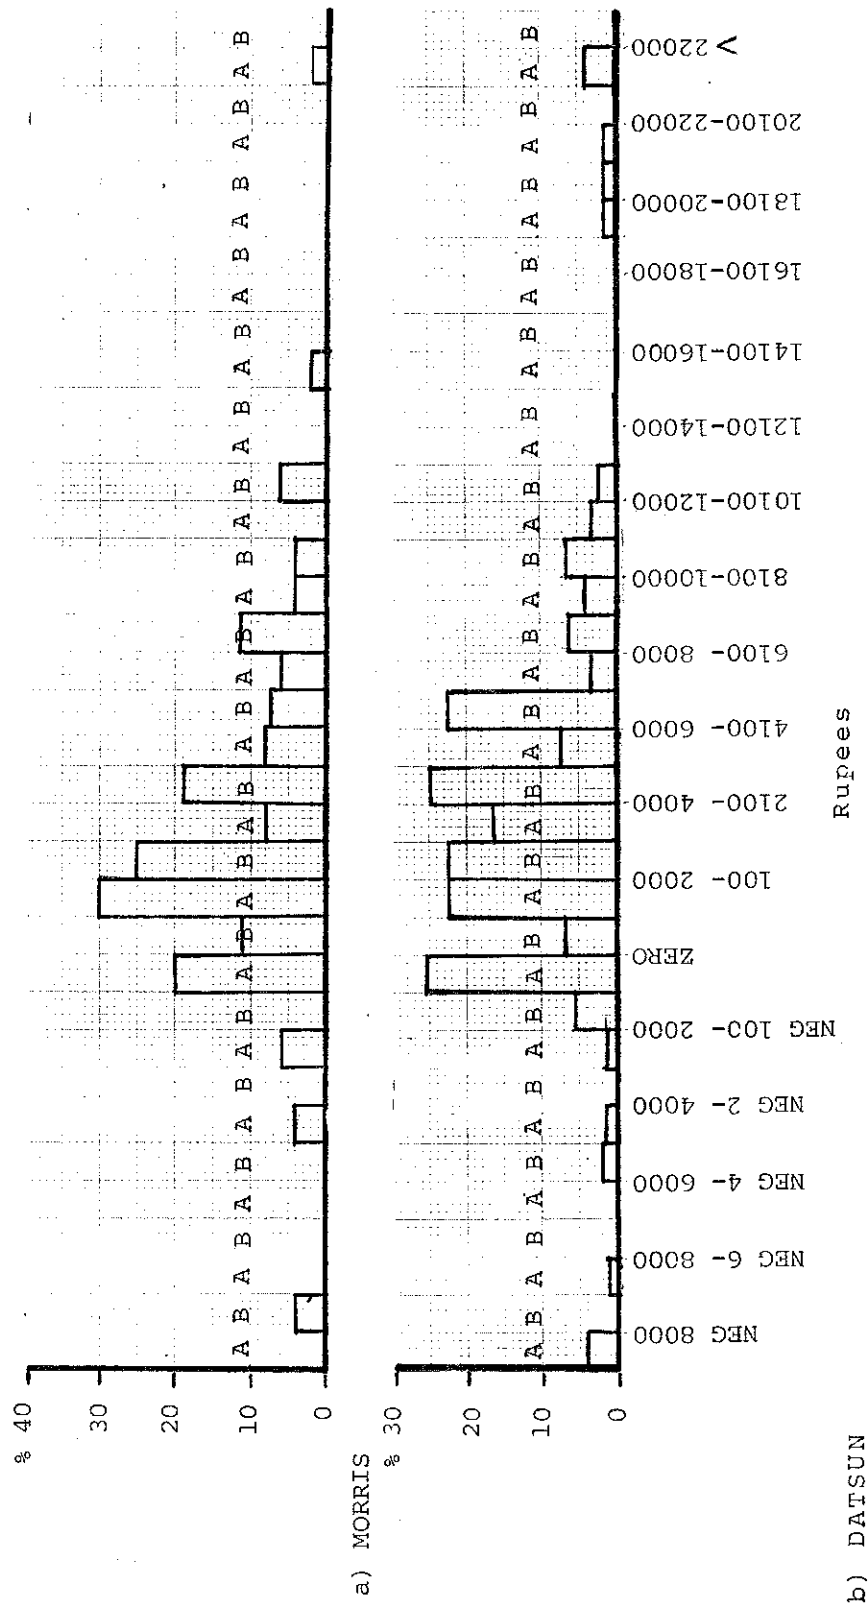 % 40
30
20
10
0
A B A B A B A B A B A B A B A B A B A B A B A B A B A B A B A B A B A B
a) MORRIS
% 30
20
10
0
A B A B A B A B A B A B A B A B A B A B A B A B A B A B A B A B A B A B
NEG 8000
NEG 6- 8000
NEG 4- 6000
NEG 2- 4000
NEG 100- 2000
ZERO
100- 2000
2100- 4000
4100- 6000
6100- 8000
8100-10000
10100-12000
12100-14000
14100-16000
16100-18000
18100-20000
20100-22000
> 22000
Rupees
b) DATSUN